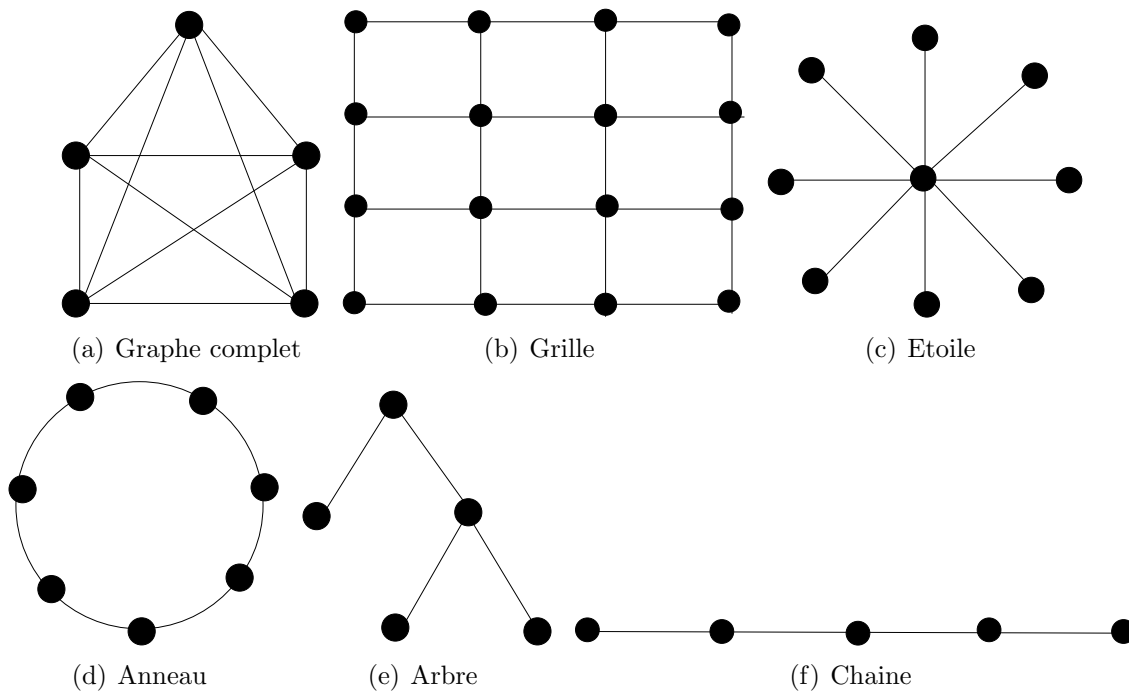 (a) Graphe complet
(b) Grille
(c) Etoile
(d) Anneau
(e) Arbre
(f) Chaine